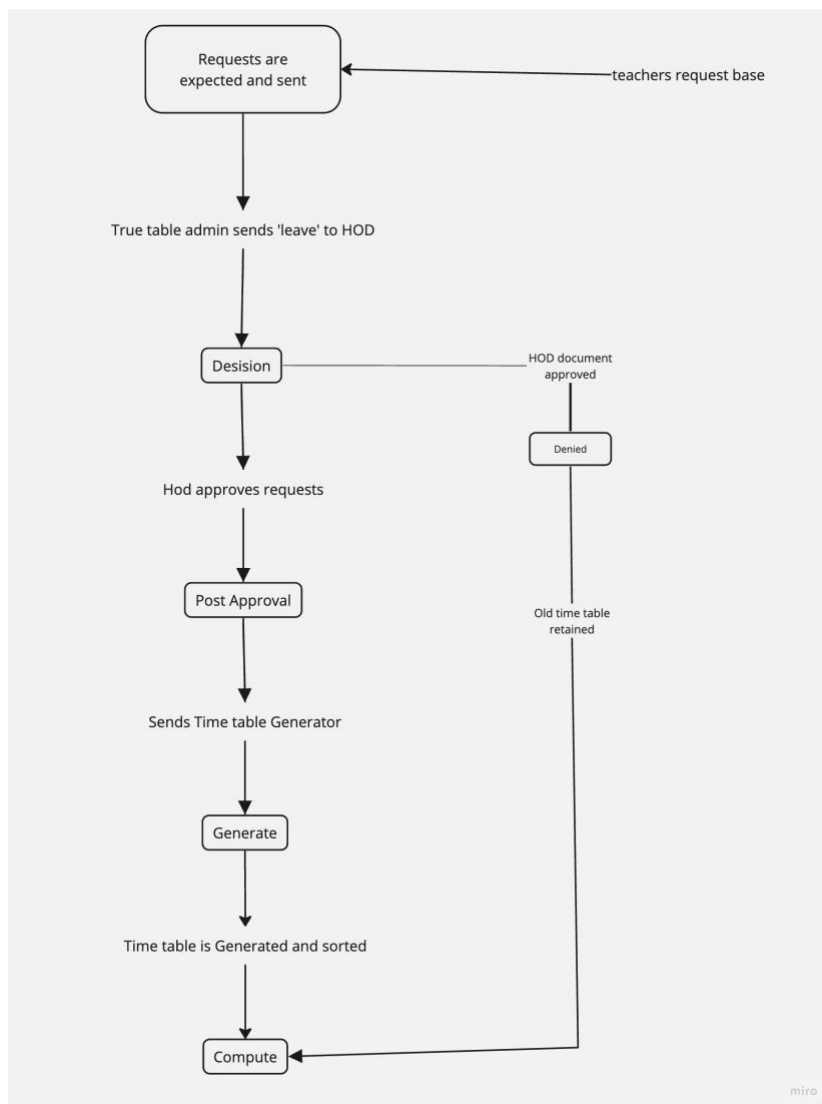 Requests are
expected and sent
teachers request base
True table admin sends 'leave' to HOD
Desision
HOD document
approved
Denied
Hod approves requests
Post Approval
Old time table
retained
Sends Time table Generator
Generate
Time table is Generated and sorted
Compute
miro